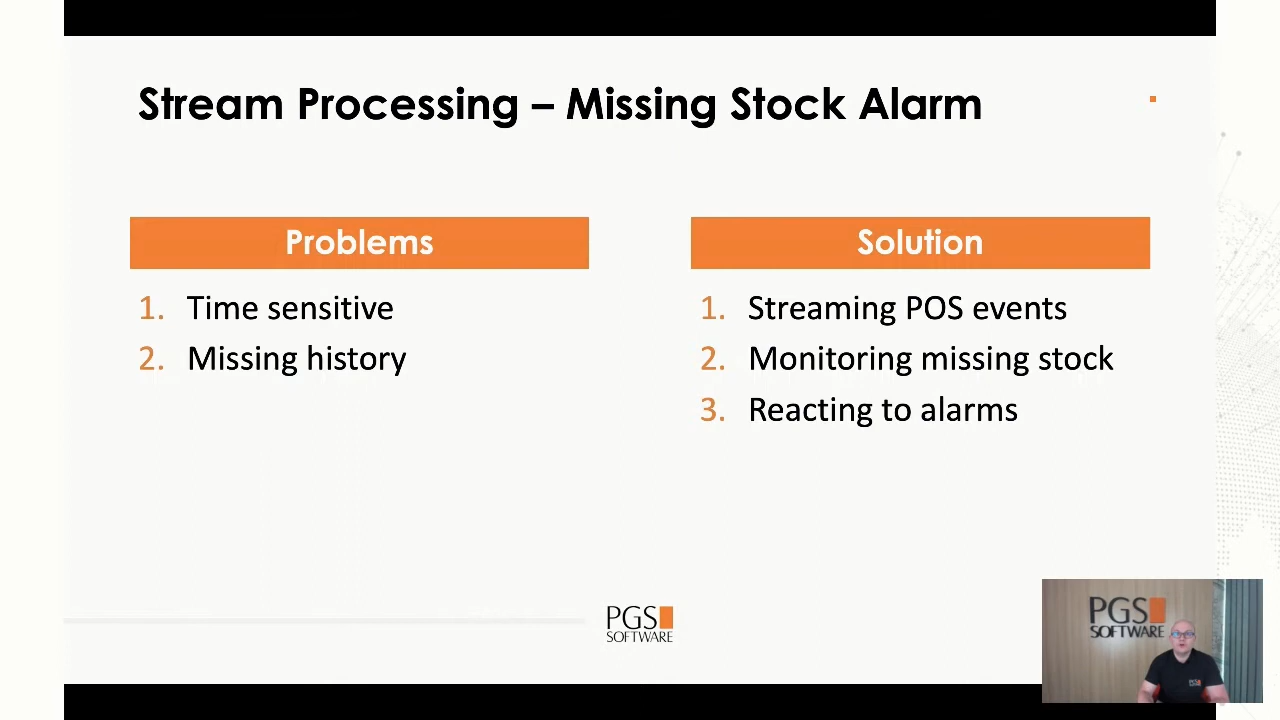 Stream Processing – Missing Stock Alarm
Problems
1. Time sensitive
2. Missing history
Solution
1. Streaming POS events
2. Monitoring missing stock
3. Reacting to alarms
PGS
SOFTWARE
PGS
SOFTWARE